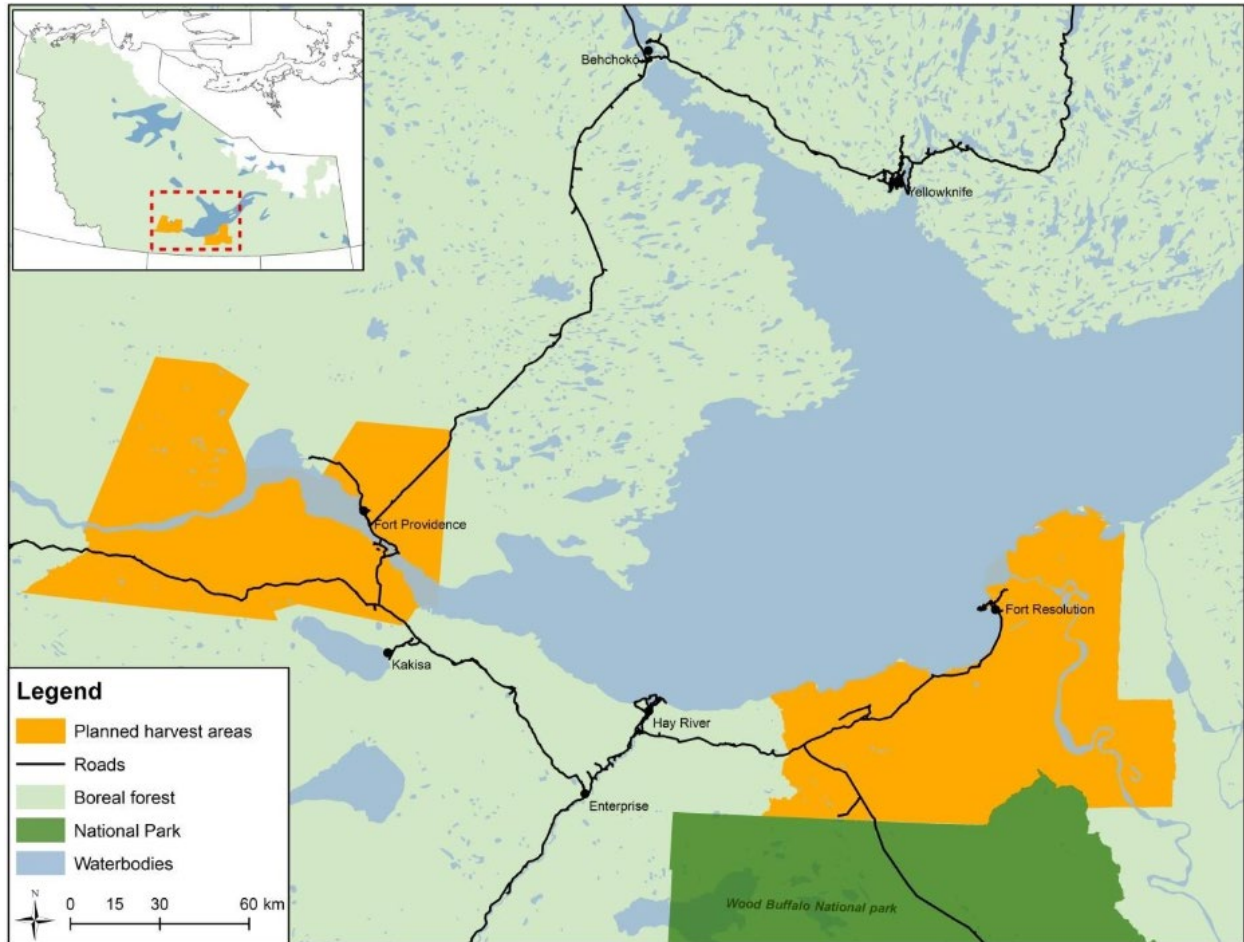 Behchokò
Yellowknife
Fort Providence
Fort Resolution
Kakisa
Hay River
Enterprise
Wood Buffalo National park
Legend
Planned harvest areas
Roads
Boreal forest
National Park
Waterbodies
N
0 15 30 60 km